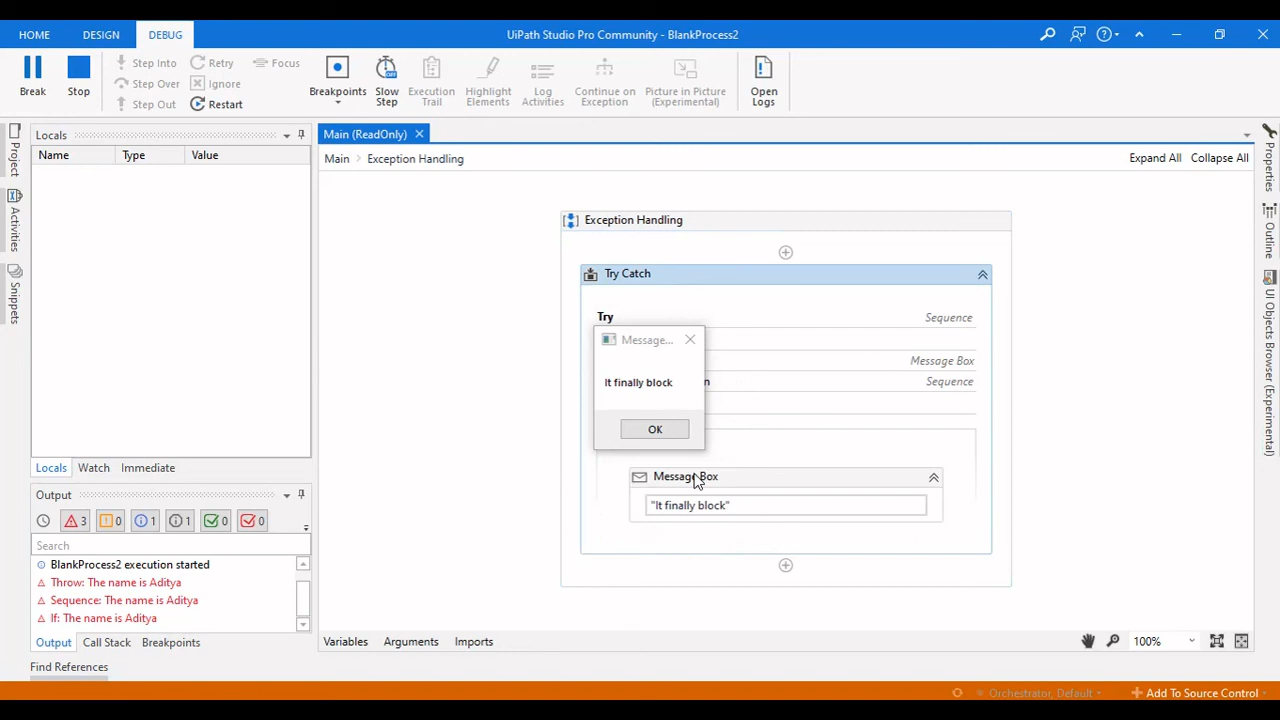 HOME DESIGN DEBUG UiPath Studio Pro Community - BlankProcess2
Break
Stop
Step Into
Step Over
Step Out
Retry
Ignore
Restart
Focus
Breakpoints
Slow
Step
Execution
Trail
Highlight
Elements
Log
Activities
Continue on
Exception
Picture in Picture
(Experimental)
Open
Logs
Project
Activities
Snippets
Locals
Name Type Value
Locals Watch Immediate
Output
3 0 1 1 0 0
Search
BlankProcess2 execution started
Throw: The name is Aditya
Sequence: The name is Aditya
If: The name is Aditya
Output Call Stack Breakpoints
Find References
Main (ReadOnly)
Main > Exception Handling
Expand All Collapse All
Exception Handling
Try Catch
Try Sequence
Message Box
n Sequence
Message...
It finally block
OK
Message Box
"It finally block"
Variables Arguments Imports
100%
Properties
Outline
UI Objects Browser (Experimental)
Orchestrator, Default
Add To Source Control